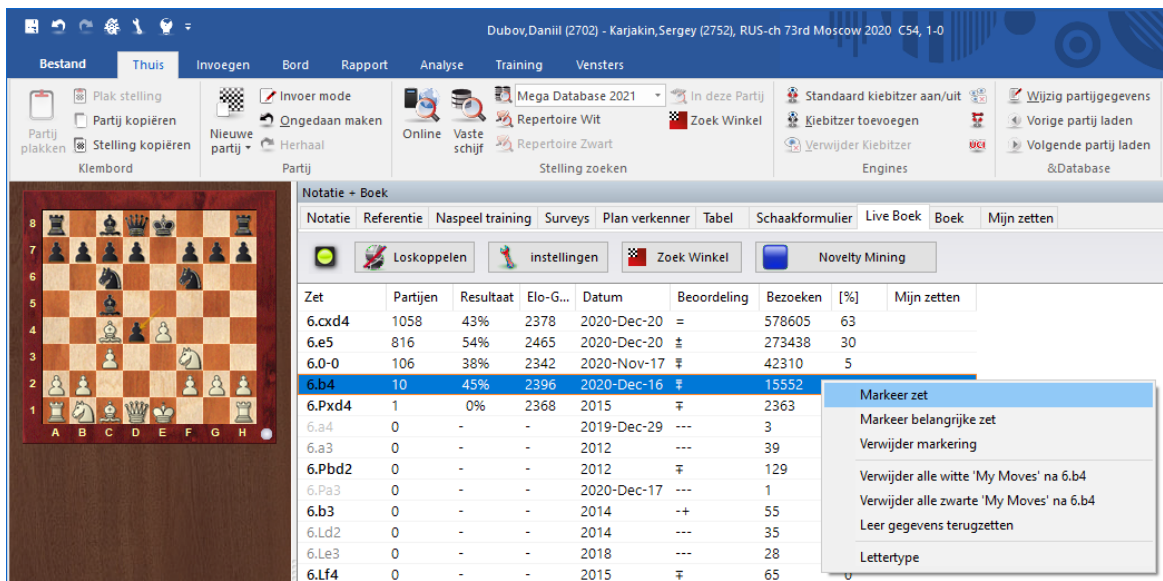 Dubov,Daniil (2702) - Karjakin,Sergey (2752), RUS-ch 73rd Moscow 2020  C54, 1-0
Bestand Thuis Invoegen Bord Rapport Analyse Training Vensters
Partij plakken
Plak stelling
Partij kopiëren
Stelling kopiëren
Klembord
Nieuwe partij
Invoer mode
Ongedaan maken
Herhaal
Partij
Online
Vaste schijf
Mega Database 2021
Repertoire Wit
Repertoire Zwart
In deze Partij
Zoek Winkel
Stelling zoeken
Standaard kiebitzer aan/uit
Kiebitzer toevoegen
Verwijder Kiebitzer
UCI
Engines
Wijzig partijgegevens
Vorige partij laden
Volgende partij laden
&Database
Notatie + Boek
Notatie Referentie Naspeel training Surveys Plan verkenner Tabel Schaakformulier Live Boek Boek Mijn zetten
Loskoppelen instellingen Zoek Winkel Novelty Mining
Zet Partijen Resultaat Elo-G... Datum Beoordeling Bezoeken [%] Mijn zetten
6.cxd4 1058 43% 2378 2020-Dec-20 = 578605 63
6.e5 816 54% 2465 2020-Dec-20 ± 273438 30
6.0-0 106 38% 2342 2020-Nov-17 ∓ 42310 5
6.b4 10 45% 2396 2020-Dec-16 ∓ 15552
6.Pxd4 1 0% 2368 2015 ∓ 2363
6.a4 0 - - 2019-Dec-29 --- 3
6.a3 0 - - 2012 --- 39
6.Pbd2 0 - - 2012 ∓ 129
6.Pa3 0 - - 2020-Dec-17 --- 1
6.b3 0 - - 2014 -+ 55
6.Ld2 0 - - 2014 --- 35
6.Le3 0 - - 2018 --- 28
6.Lf4 0 - - 2015 ∓ 65 0
Markeer zet
Markeer belangrijke zet
Verwijder markering
Verwijder alle witte 'My Moves' na 6.b4
Verwijder alle zwarte 'My Moves' na 6.b4
Leer gegevens terugzetten
Lettertype
8
7
6
5
4
3
2
1
A B C D E F G H